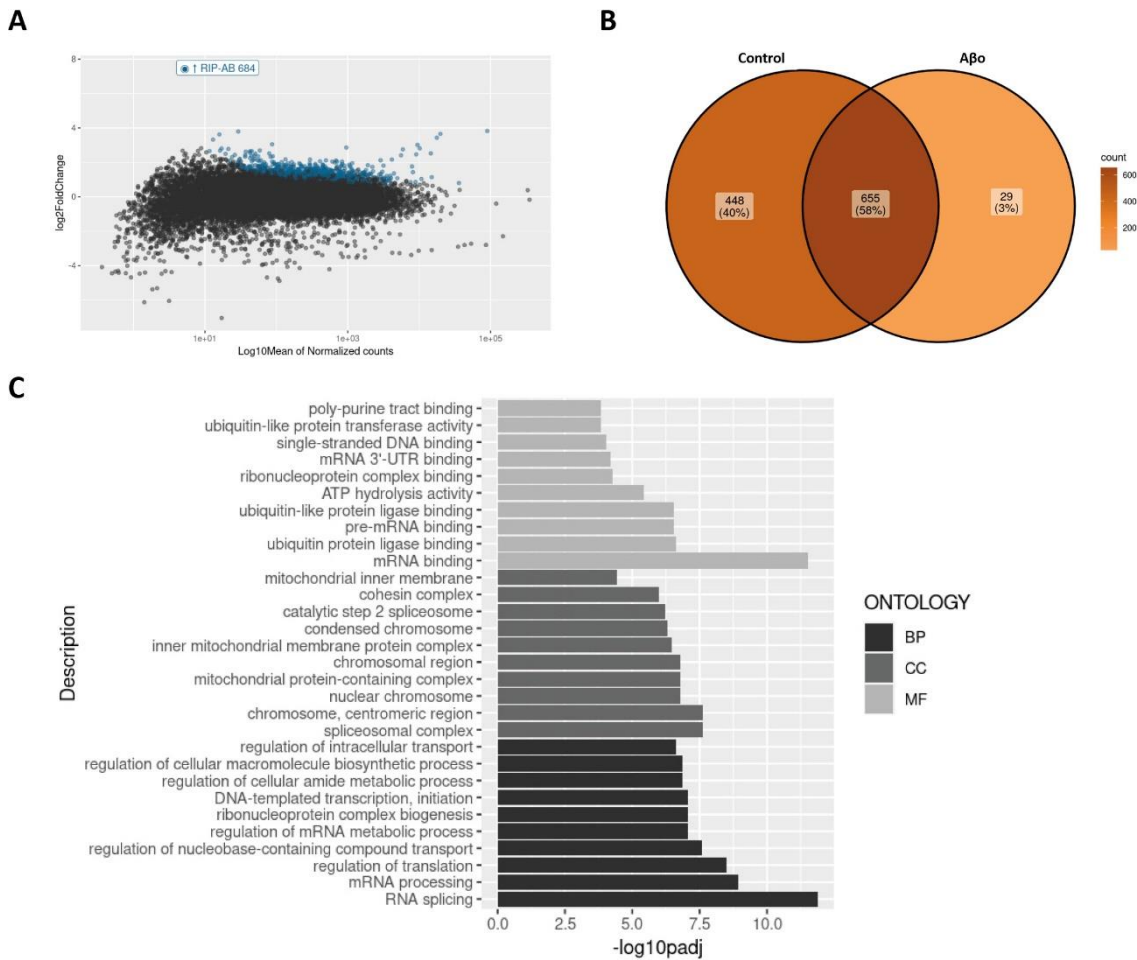 A
8
4
0
-4
log2FoldChange
↑ RIP-AB 684
1e+01
1e+03
1e+05
Log10Mean of Normalized counts
B
Control
Aβo
448
(40%)
655
(58%)
29
(3%)
count
600
400
200
C
Description
poly-purine tract binding
ubiquitin-like protein transferase activity
single-stranded DNA binding
mRNA 3'-UTR binding
ribonucleoprotein complex binding
ATP hydrolysis activity
ubiquitin-like protein ligase binding
pre-mRNA binding
ubiquitin protein ligase binding
mRNA binding
mitochondrial inner membrane
cohesin complex
catalytic step 2 spliceosome
condensed chromosome
inner mitochondrial membrane protein complex
chromosomal region
mitochondrial protein-containing complex
nuclear chromosome
chromosome, centromeric region
spliceosomal complex
regulation of intracellular transport
regulation of cellular macromolecule biosynthetic process
regulation of cellular amide metabolic process
DNA-templated transcription, initiation
ribonucleoprotein complex biogenesis
regulation of mRNA metabolic process
regulation of nucleobase-containing compound transport
regulation of translation
mRNA processing
RNA splicing
0.0
2.5
5.0
7.5
10.0
-log10padj
ONTOLOGY
BP
CC
MF